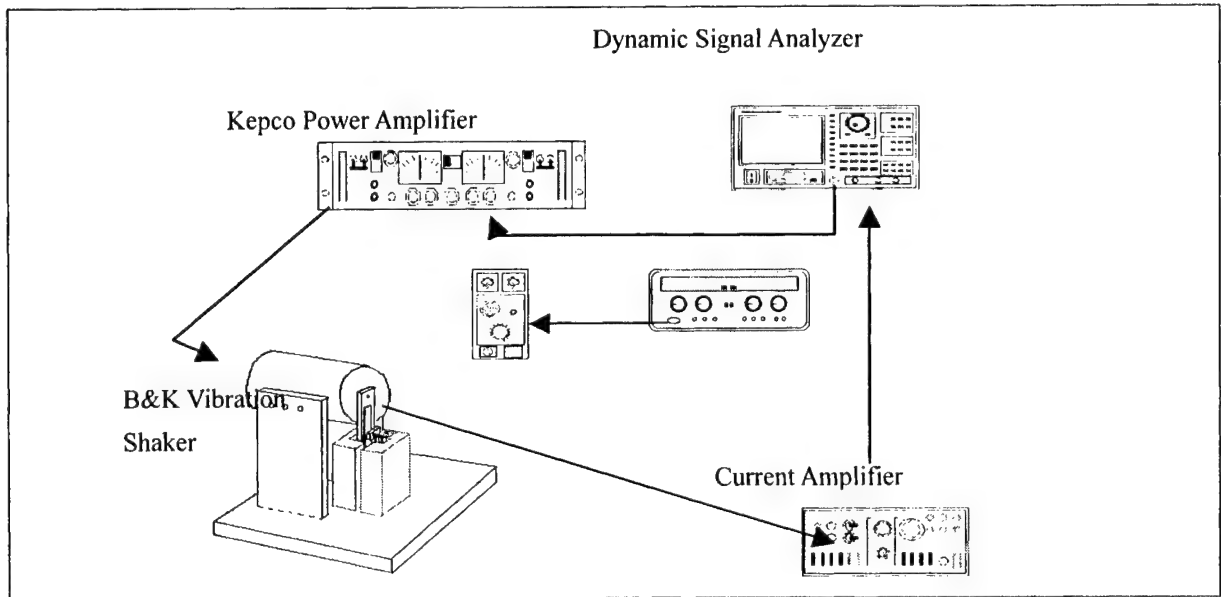 Dynamic Signal Analyzer
Kepco Power Amplifier
B&K Vibration
Shaker
Current Amplifier